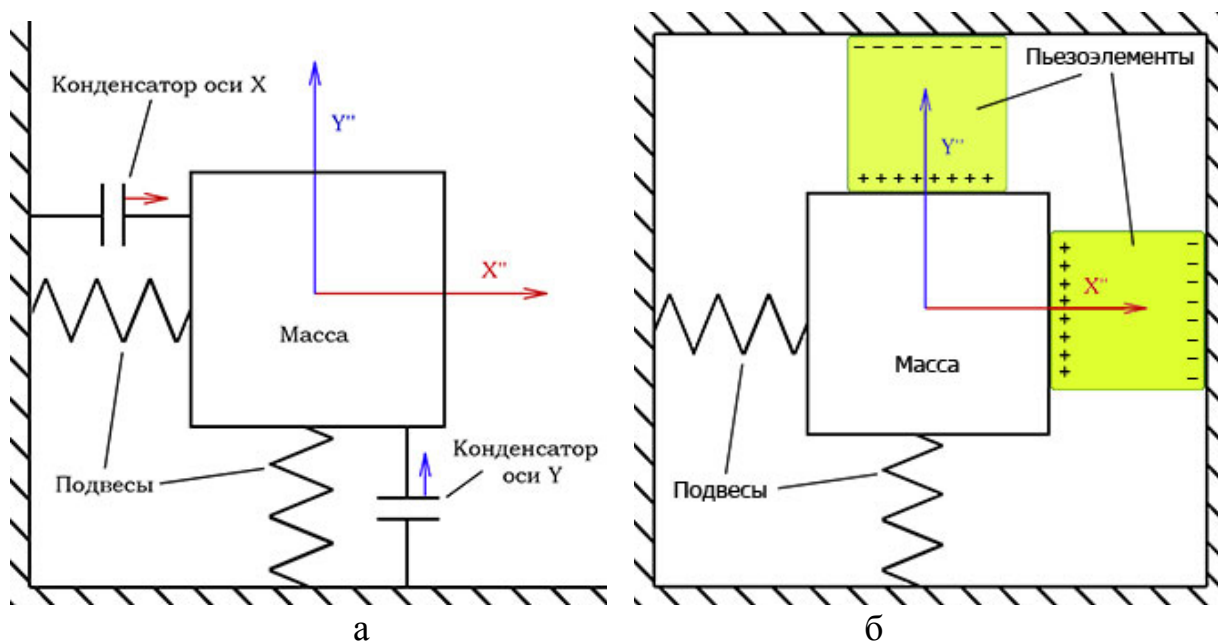 Конденсатор оси X
Y"
X"
Масса
Подвесы
Конденсатор
оси Y
а
Пьезоэлементы
− − − − − − − −
Y"
+ + + + + + + +
+ + + + + + + +
X"
− − − − − − − −
Масса
Подвесы
б